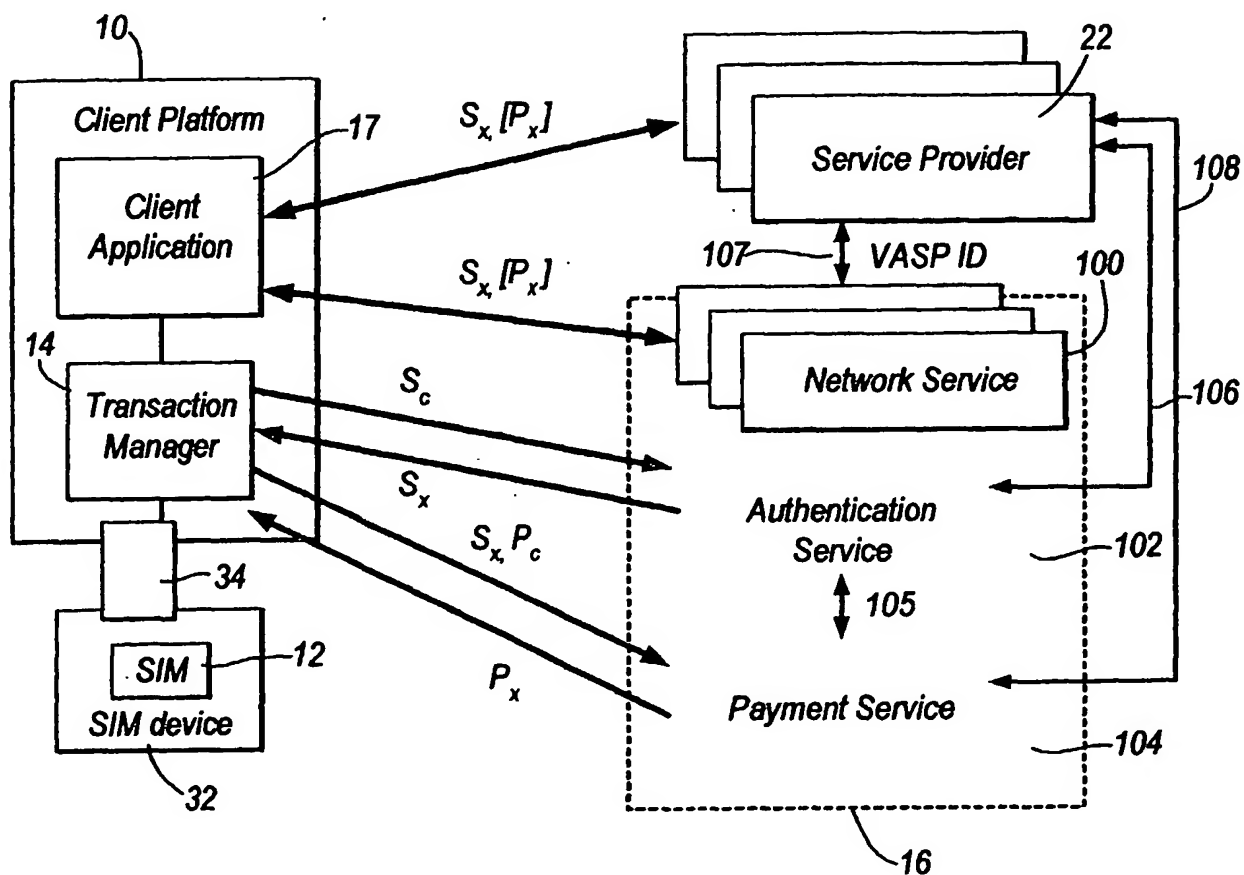 10
22
Client Platform
17
Sx, [Px]
Client
Application
Service Provider
108
107
VASP ID
100
Sx, [Px]
14
Transaction
Manager
Sc
Network Service
106
Sx
Authentication
Service
102
Sx, Pc
34
105
12
SIM
Px
Payment Service
SIM device
104
32
16